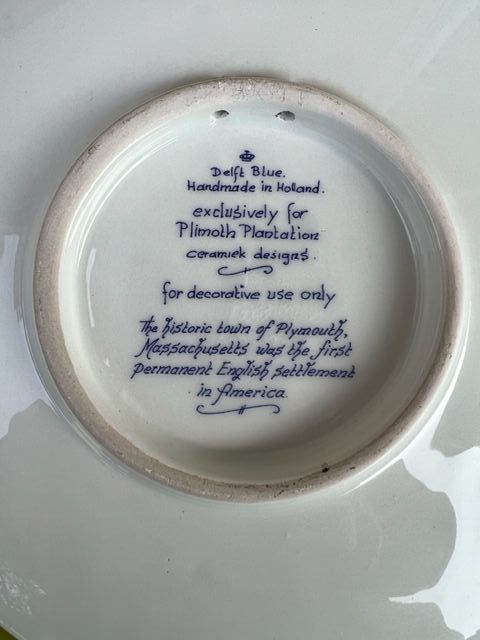 Delft Blue.
Handmade in Holland.
exclusively for
Plimoth Plantation
ceramiek designs.
for decorative use only
The historic town of Plymouth,
Massachusetts was the first
permanent English settlement
in America